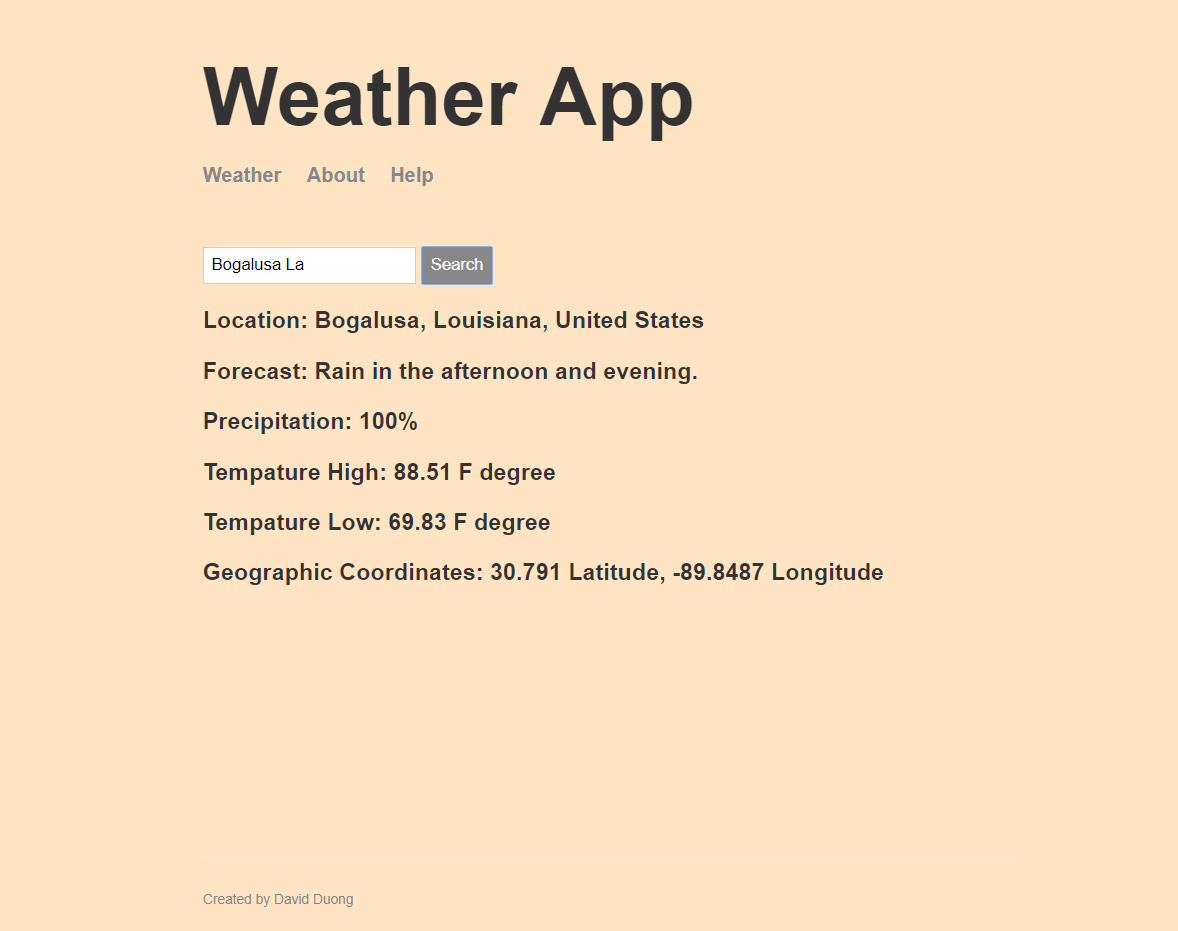 Weather App
Weather About Help
Bogalusa La Search
Location: Bogalusa, Louisiana, United States
Forecast: Rain in the afternoon and evening.
Precipitation: 100%
Tempature High: 88.51 F degree
Tempature Low: 69.83 F degree
Geographic Coordinates: 30.791 Latitude, -89.8487 Longitude
Created by David Duong